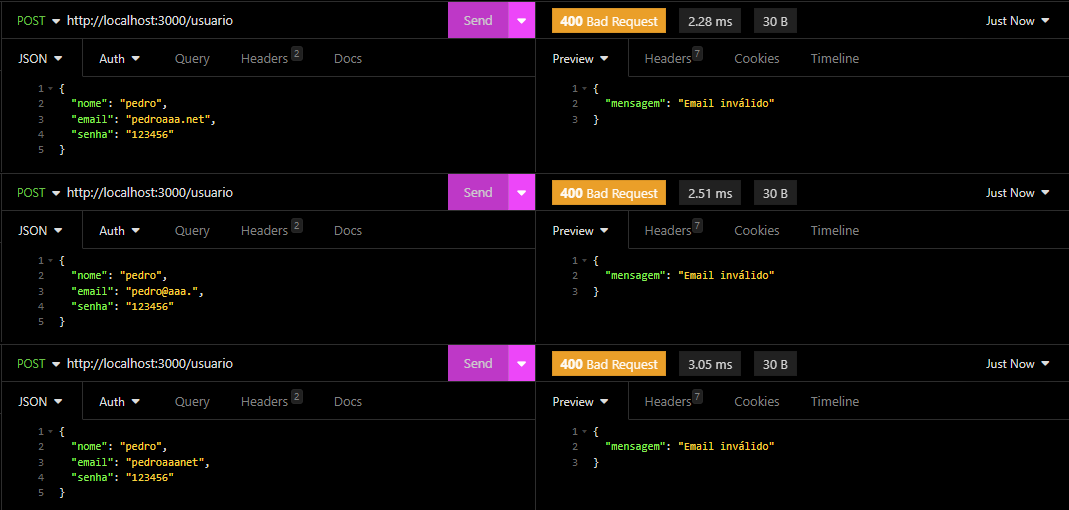 POST http://localhost:3000/usuario Send 400 Bad Request 2.28 ms 30 B Just Now
JSON Auth Query Headers 2 Docs Preview Headers 7 Cookies Timeline
1 { 1 {
2 "nome": "pedro", 2 "mensagem": "Email inválido"
3 "email": "pedroaaa.net", 3 }
4 "senha": "123456"
5 }
POST http://localhost:3000/usuario Send 400 Bad Request 2.51 ms 30 B Just Now
JSON Auth Query Headers 2 Docs Preview Headers 7 Cookies Timeline
1 { 1 {
2 "nome": "pedro", 2 "mensagem": "Email inválido"
3 "email": "pedro@aaa.", 3 }
4 "senha": "123456"
5 }
POST http://localhost:3000/usuario Send 400 Bad Request 3.05 ms 30 B Just Now
JSON Auth Query Headers 2 Docs Preview Headers 7 Cookies Timeline
1 { 1 {
2 "nome": "pedro", 2 "mensagem": "Email inválido"
3 "email": "pedroaaanet", 3 }
4 "senha": "123456"
5 }